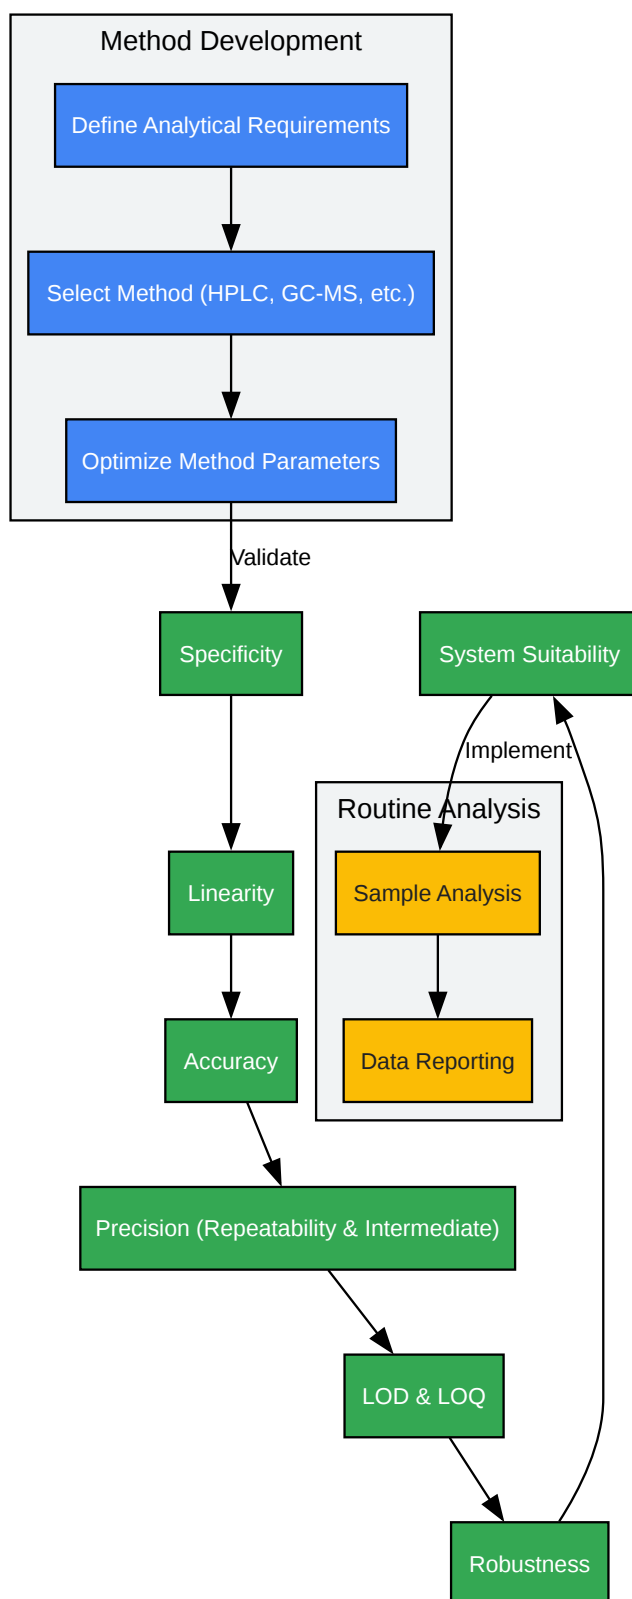 Method Development
Define Analytical Requirements
Select Method (HPLC, GC-MS, etc.)
Optimize Method Parameters
Validate
Specificity
System Suitability
Implement
Routine Analysis
Linearity
Sample Analysis
Accuracy
Data Reporting
Precision (Repeatability & Intermediate)
LOD & LOQ
Robustness